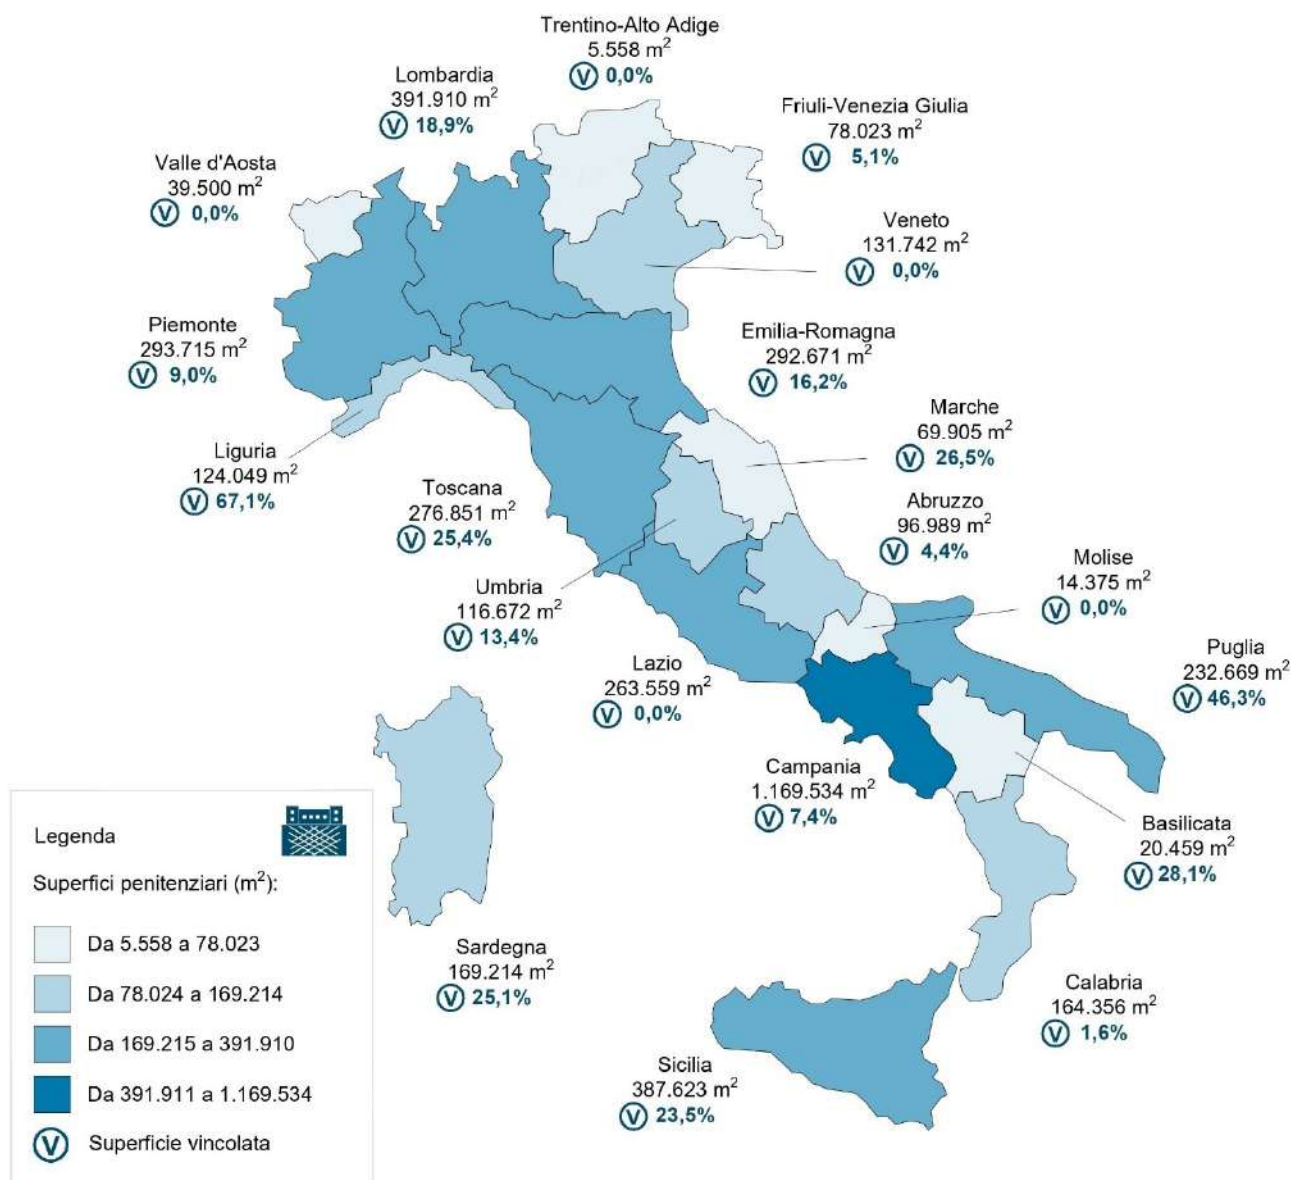 Trentino-Alto Adige
5.558 m²
V 0,0%
Lombardia
391.910 m²
V 18,9%
Friuli-Venezia Giulia
78.023 m²
V 5,1%
Valle d'Aosta
39.500 m²
V 0,0%
Veneto
131.742 m²
V 0,0%
Piemonte
293.715 m²
V 9,0%
Emilia-Romagna
292.671 m²
V 16,2%
Marche
69.905 m²
V 26,5%
Liguria
124.049 m²
V 67,1%
Toscana
276.851 m²
V 25,4%
Abruzzo
96.989 m²
V 4,4%
Molise
14.375 m²
V 0,0%
Umbria
116.672 m²
V 13,4%
Lazio
263.559 m²
V 0,0%
Puglia
232.669 m²
V 46,3%
Campania
1.169.534 m²
V 7,4%
Basilicata
20.459 m²
V 28,1%
Sardegna
169.214 m²
V 25,1%
Calabria
164.356 m²
V 1,6%
Sicilia
387.623 m²
V 23,5%
Legenda
Superfici penitenziari (m²):
Da 5.558 a 78.023
Da 78.024 a 169.214
Da 169.215 a 391.910
Da 391.911 a 1.169.534
V Superficie vincolata